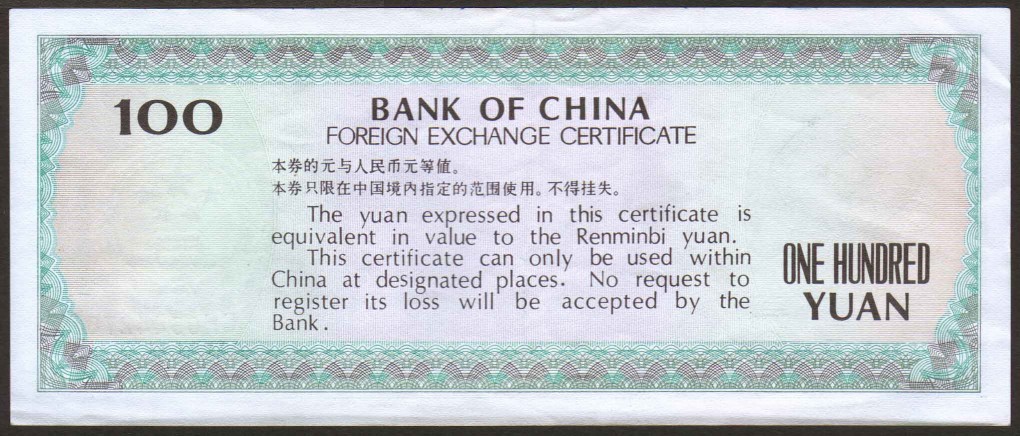 100
BANK OF CHINA
FOREIGN EXCHANGE CERTIFICATE
本券的元与人民币元等值。
本券只限在中国境内指定的范围使用。不得挂失。
The yuan expressed in this certificate is
equivalent in value to the Renminbi yuan.
This certificate can only be used within
China at designated places. No request to
register its loss will be accepted by the
Bank.
ONE HUNDRED
YUAN